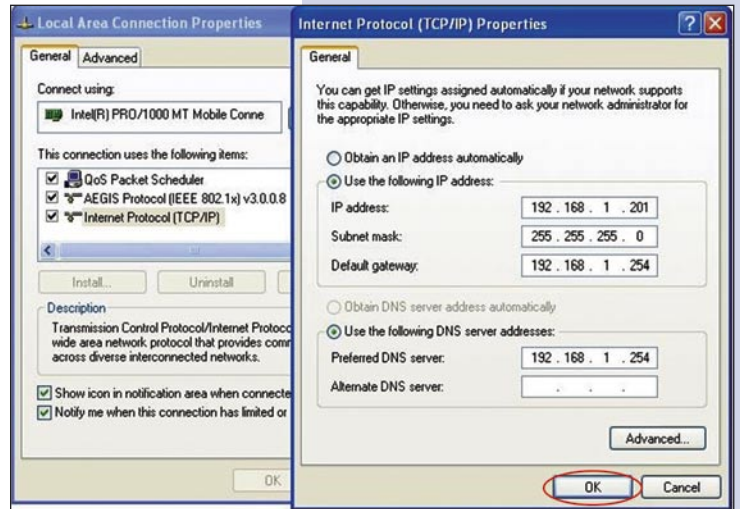 Local Area Connection Properties
General Advanced
Connect using:
Intel(R) PRO/1000 MT Mobile Conne
This connection uses the following items:
QoS Packet Scheduler
AEGIS Protocol (IEEE 802.1x) v3.0.0.8
Internet Protocol (TCP/IP)
Install... Uninstall
Description
Transmission Control Protocol/Internet Protoco
wide area network protocol that provides comm
across diverse interconnected networks.
Show icon in notification area when connecte
Notify me when this connection has limited or
OK
Internet Protocol (TCP/IP) Properties
General
You can get IP settings assigned automatically if your network supports
this capability. Otherwise, you need to ask your network administrator for
the appropriate IP settings.
Obtain an IP address automatically
Use the following IP address:
IP address: 192 . 168 . 1 . 201
Subnet mask: 255 . 255 . 255 . 0
Default gateway: 192 . 168 . 1 . 254
Obtain DNS server address automatically
Use the following DNS server addresses:
Preferred DNS server: 192 . 168 . 1 . 254
Alternate DNS server: . . .
Advanced...
OK Cancel